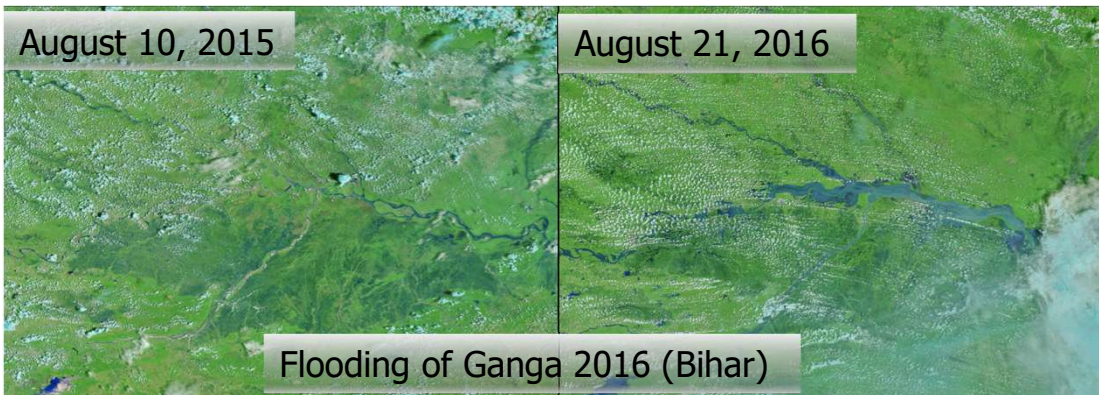 August 10, 2015
August 21, 2016
Flooding of Ganga 2016 (Bihar)